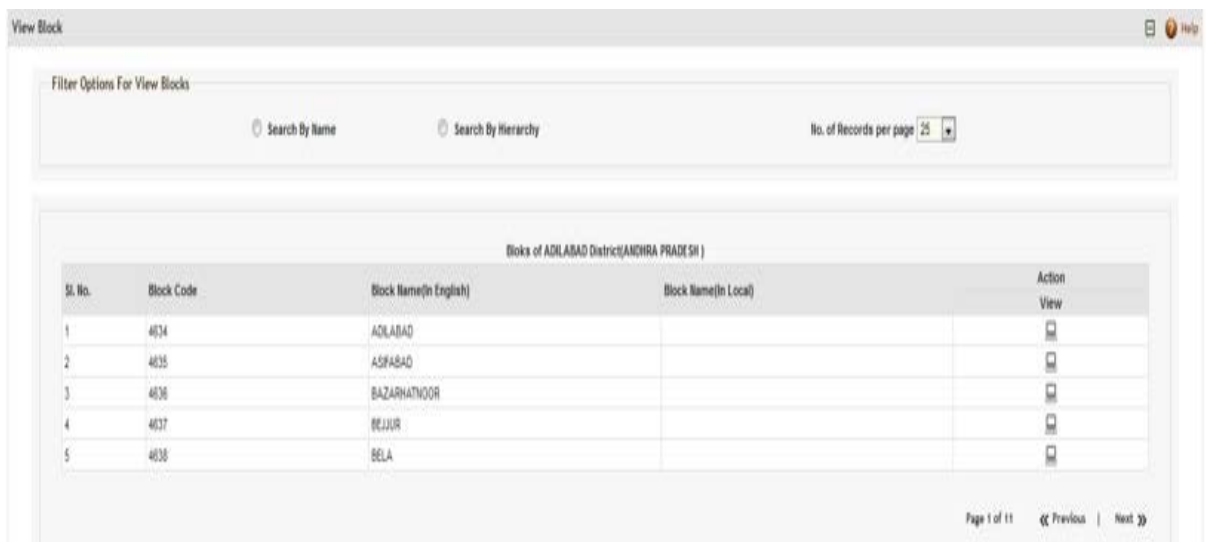 View Block Help
Filter Options For View Blocks
Search By Name Search By Hierarchy No. of Records per page 25
Bloks of ADILABAD District(ANDHRA PRADESH )
Sl. No. Block Code Block Name(In English) Block Name(In Local) Action
View
1 4634 ADILABAD
2 4635 ASIFABAD
3 4636 BAZARHATNOOR
4 4637 BEJJUR
5 4638 BELA
Page 1 of 11 « Previous | Next »